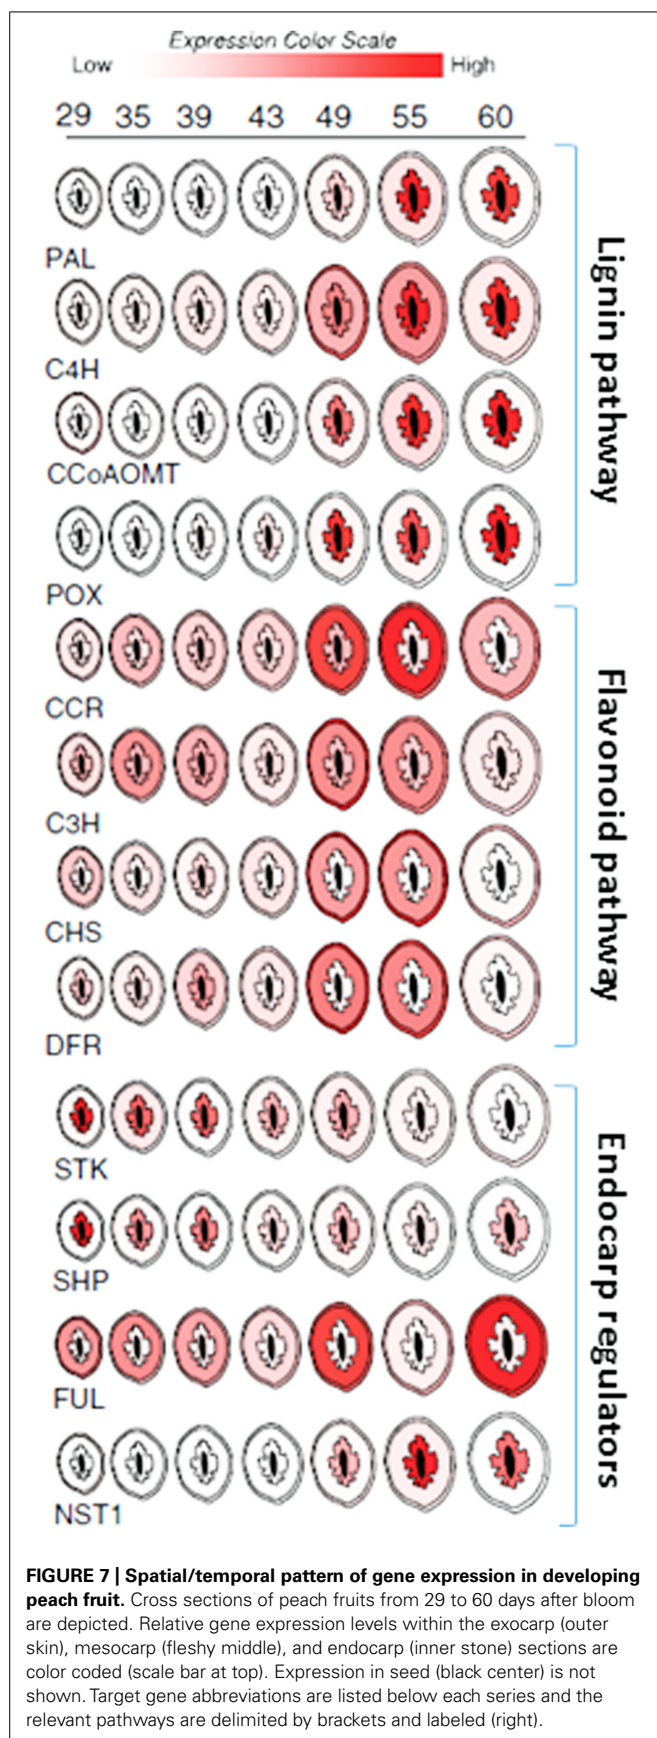 Expression Color Scale
Low High
29 35 39 43 49 55 60
PAL
C4H
CCoAOMT
POX
Lignin pathway
CCR
C3H
CHS
DFR
Flavonoid pathway
STK
SHP
FUL
NST1
Endocarp regulators
FIGURE 7 | Spatial/temporal pattern of gene expression in developing
peach fruit. Cross sections of peach fruits from 29 to 60 days after bloom
are depicted. Relative gene expression levels within the exocarp (outer
skin), mesocarp (fleshy middle), and endocarp (inner stone) sections are
color coded (scale bar at top). Expression in seed (black center) is not
shown. Target gene abbreviations are listed below each series and the
relevant pathways are delimited by brackets and labeled (right).